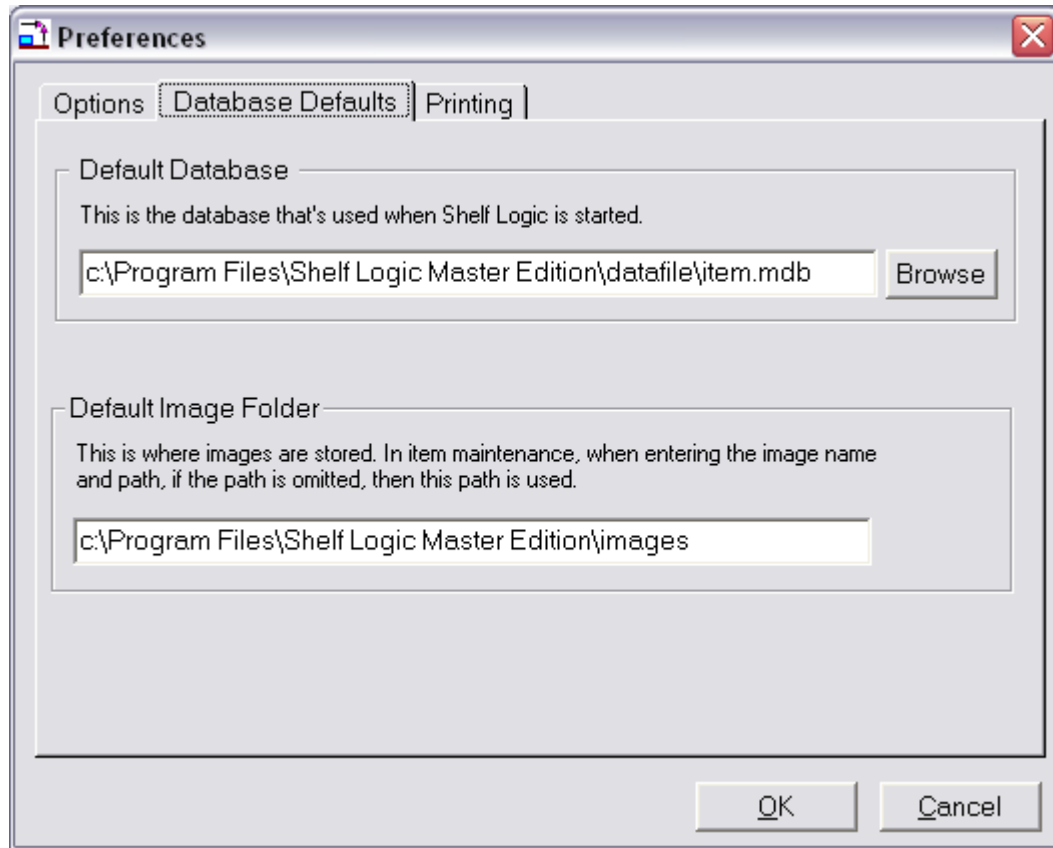 Preferences
Options Database Defaults Printing
Default Database
This is the database that's used when Shelf Logic is started.
c:\Program Files\Shelf Logic Master Edition\datafile\item.mdb Browse
Default Image Folder
This is where images are stored. In item maintenance, when entering the image name
and path, if the path is omitted, then this path is used.
c:\Program Files\Shelf Logic Master Edition\images
OK Cancel